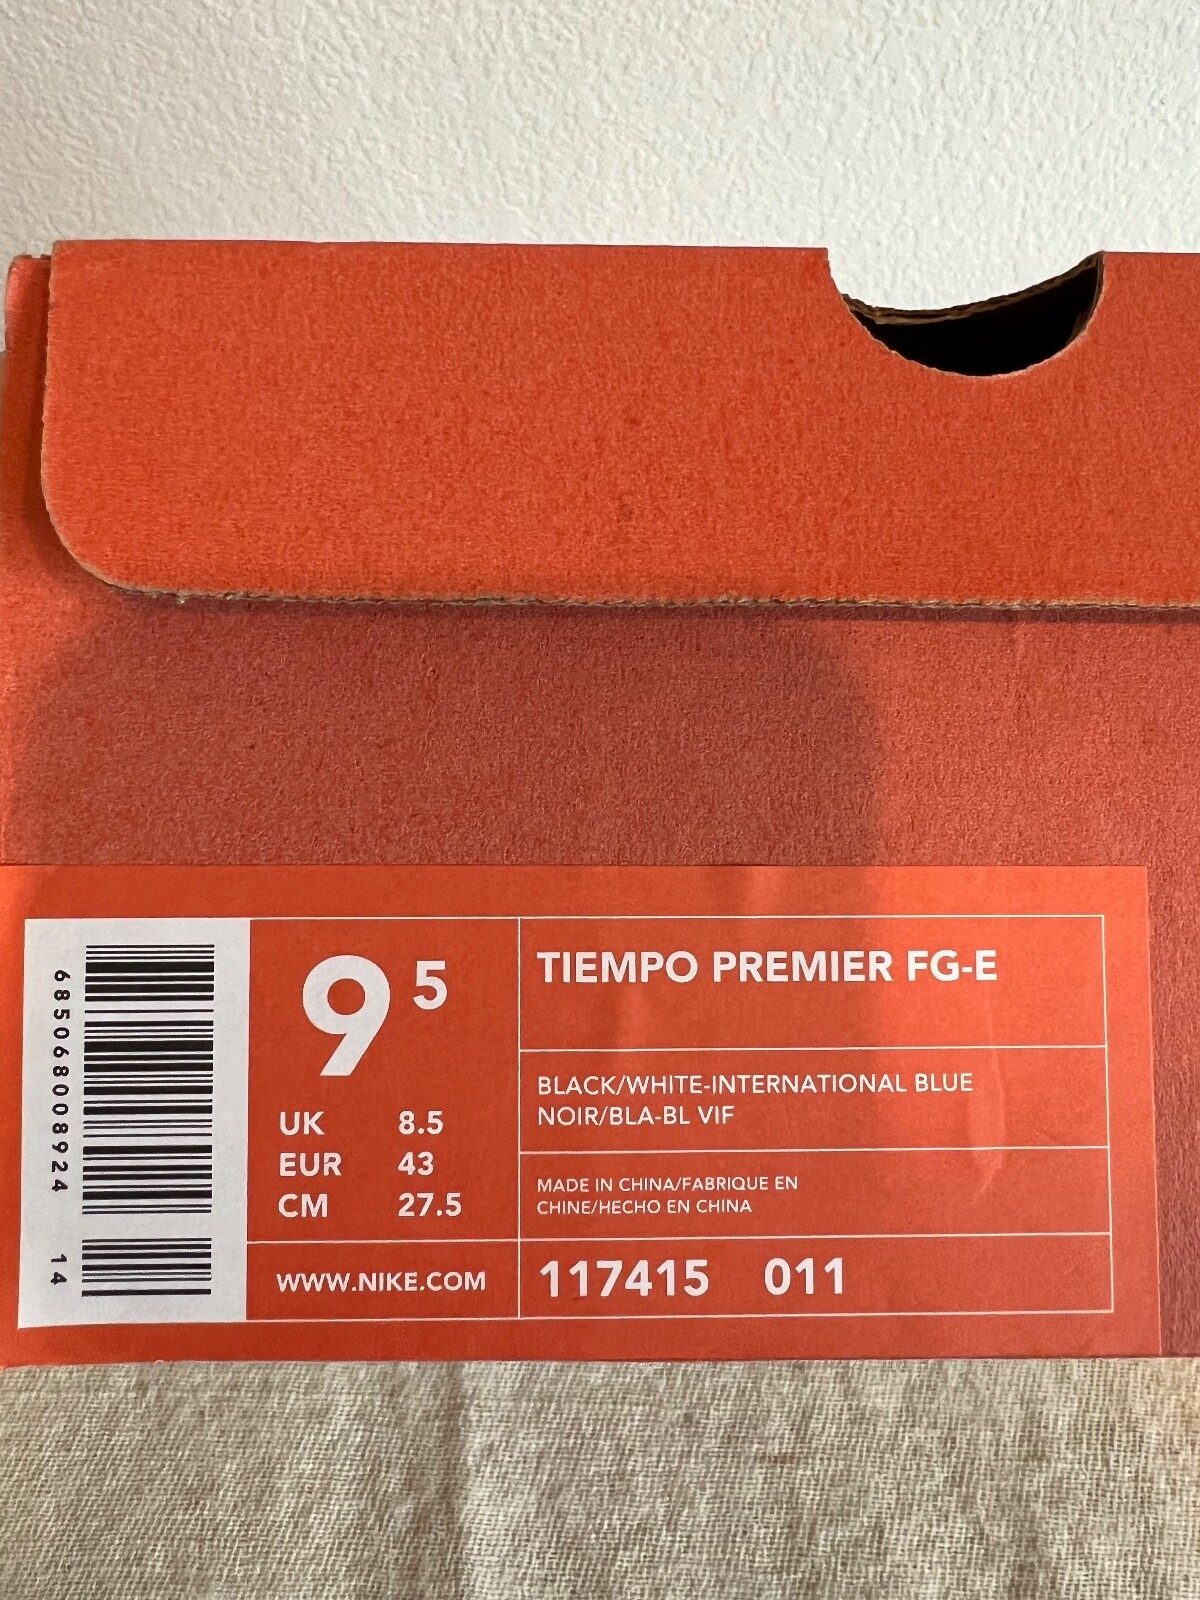 685068008924 14
9 5
UK 8.5
EUR 43
CM 27.5
WWW.NIKE.COM
TIEMPO PREMIER FG-E
BLACK/WHITE-INTERNATIONAL BLUE
NOIR/BLA-BL VIF
MADE IN CHINA/FABRIQUE EN
CHINE/HECHO EN CHINA
117415 011